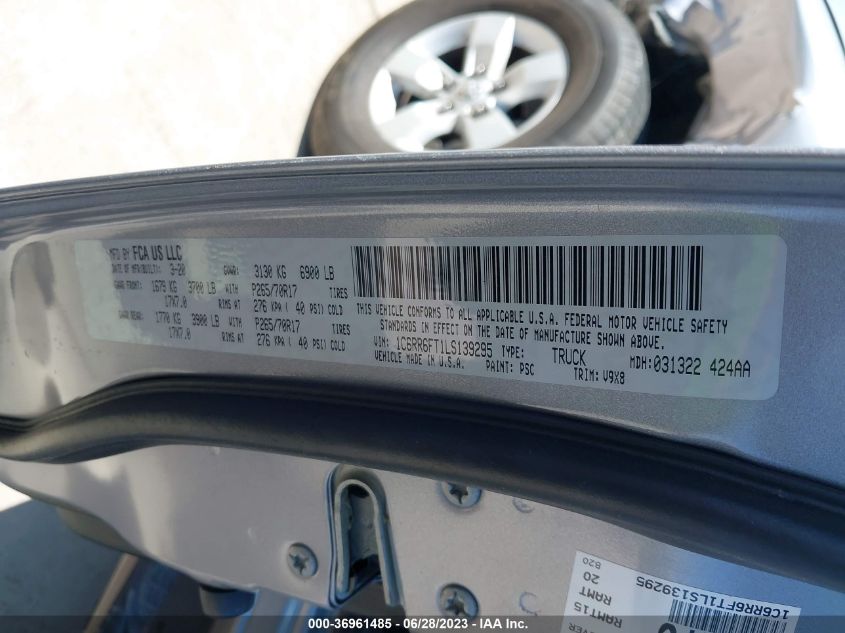 MFD BY FCA US LLC
DATE OF MFR(BUILT): 3-20 GVWR: 3130 KG 6900 LB
GAWR FRONT: 1679 KG 3700 LB WITH P265/70R17 TIRES
17X7.0 RIMS AT 276 KPA ( 40 PSI) COLD
GAWR REAR: 1770 KG 3900 LB WITH P265/70R17 TIRES
17X7.0 RIMS AT 276 KPA ( 40 PSI) COLD
THIS VEHICLE CONFORMS TO ALL APPLICABLE U.S.A. FEDERAL MOTOR VEHICLE SAFETY
STANDARDS IN EFFECT ON THE DATE OF MANUFACTURE SHOWN ABOVE.
VIN: 1C6RR6FT1LS139295 TYPE: TRUCK MDH:031322 424AA
VEHICLE MADE IN U.S.A. PAINT: PSC TRIM: V9X8
1C6RR6FT1LS139295
B20
20
RAMT
RAMT15
000-36961485 - 06/28/2023 - IAA Inc.